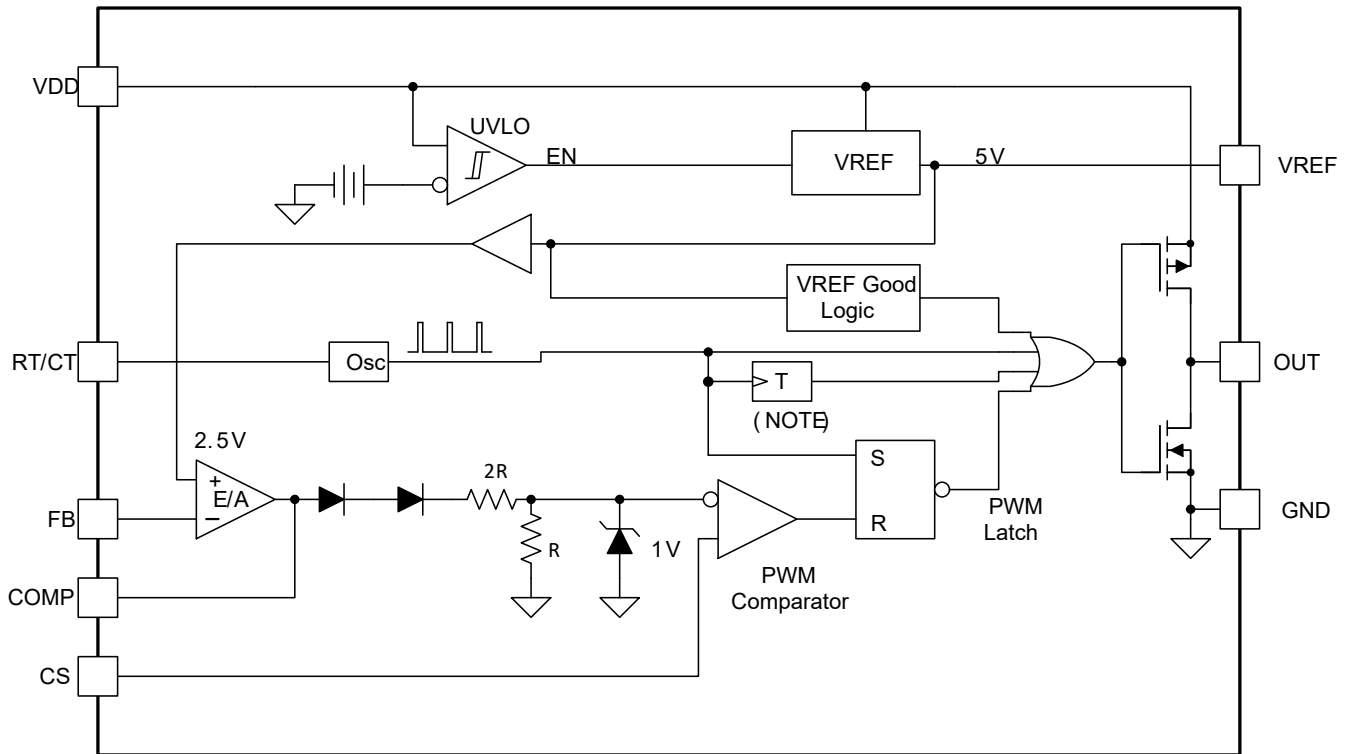 VDD
UVLO
EN
VREF
5V
VREF
VREF Good
Logic
RT/CT
Osc
T
(NOTE)
OUT
2.5V
+
E/A
−
FB
2R
R
1V
S
R
PWM
Latch
GND
COMP
PWM
Comparator
CS